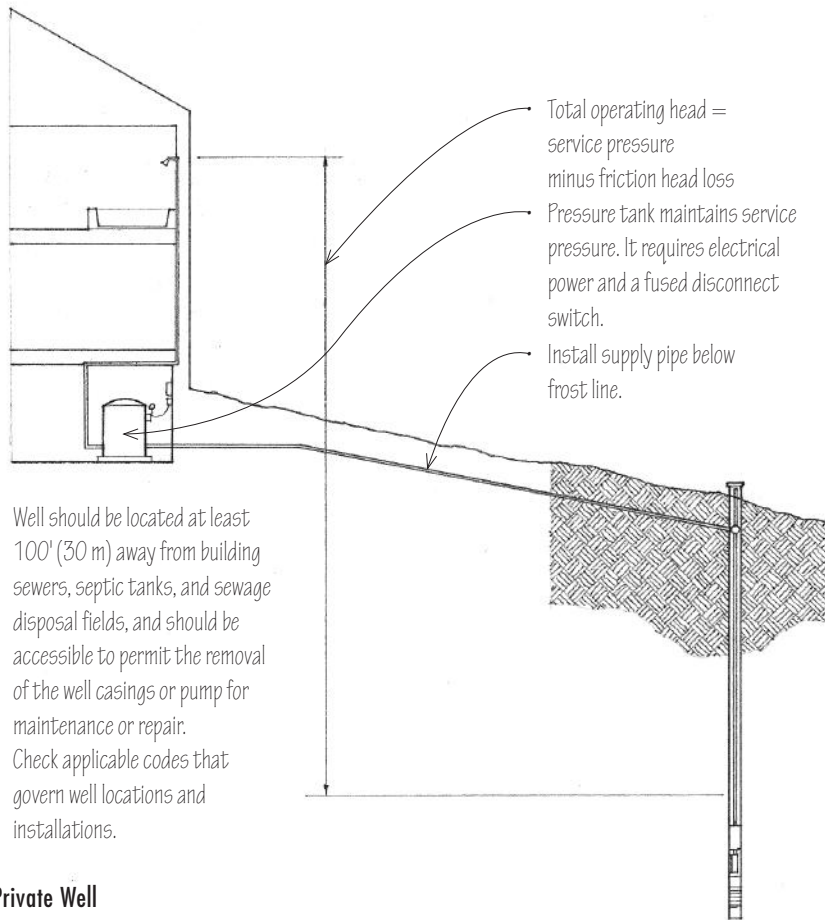 • Total operating head =
service pressure
minus friction head loss
• Pressure tank maintains service
pressure. It requires electrical
power and a fused disconnect
switch.
• Install supply pipe below
frost line.
Well should be located at least
100' (30 m) away from building
sewers, septic tanks, and sewage
disposal fields, and should be
accessible to permit the removal
of the well casings or pump for
maintenance or repair.
Check applicable codes that
govern well locations and
installations.
Private Well